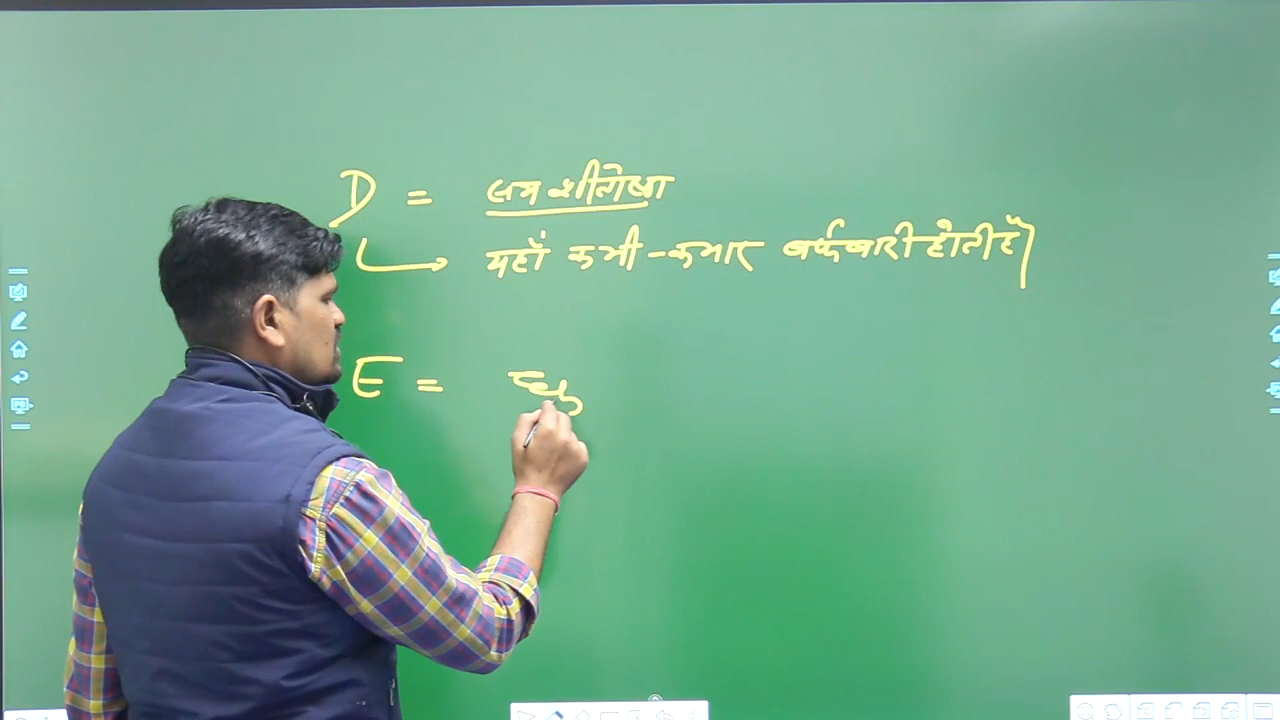 D = सम शीतोष्ण
यहाँ कभी-कभार बर्फबारी होती है।
E =